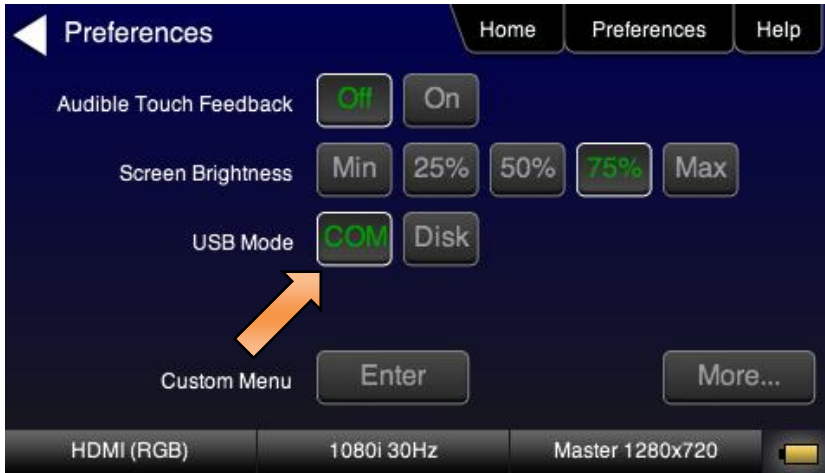 Preferences Home Preferences Help
Audible Touch Feedback Off On
Screen Brightness Min 25% 50% 75% Max
USB Mode COM Disk
Custom Menu Enter More...
HDMI (RGB) 1080i 30Hz Master 1280x720